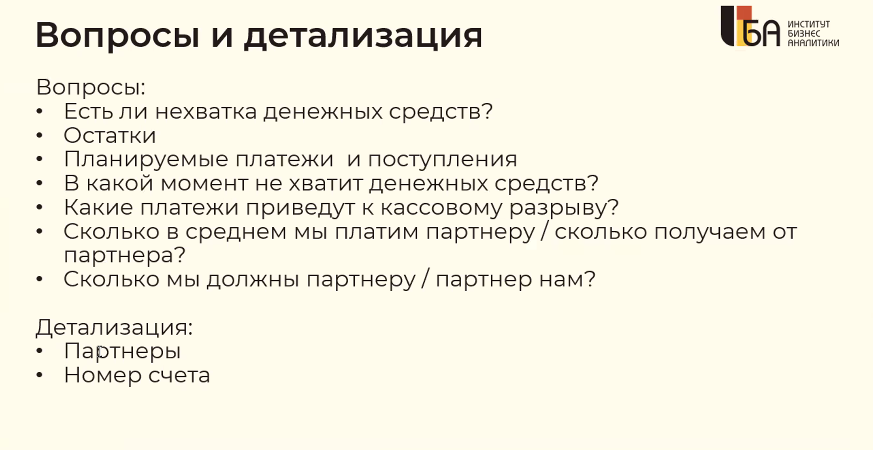 Вопросы и детализация
БА ИНСТИТУТ
БИЗНЕС
АНАЛИТИКИ
Вопросы:
• Есть ли нехватка денежных средств?
• Остатки
• Планируемые платежи  и поступления
• В какой момент не хватит денежных средств?
• Какие платежи приведут к кассовому разрыву?
• Сколько в среднем мы платим партнеру / сколько получаем от
партнера?
• Сколько мы должны партнеру / партнер нам?
Детализация:
• Партнеры
• Номер счета